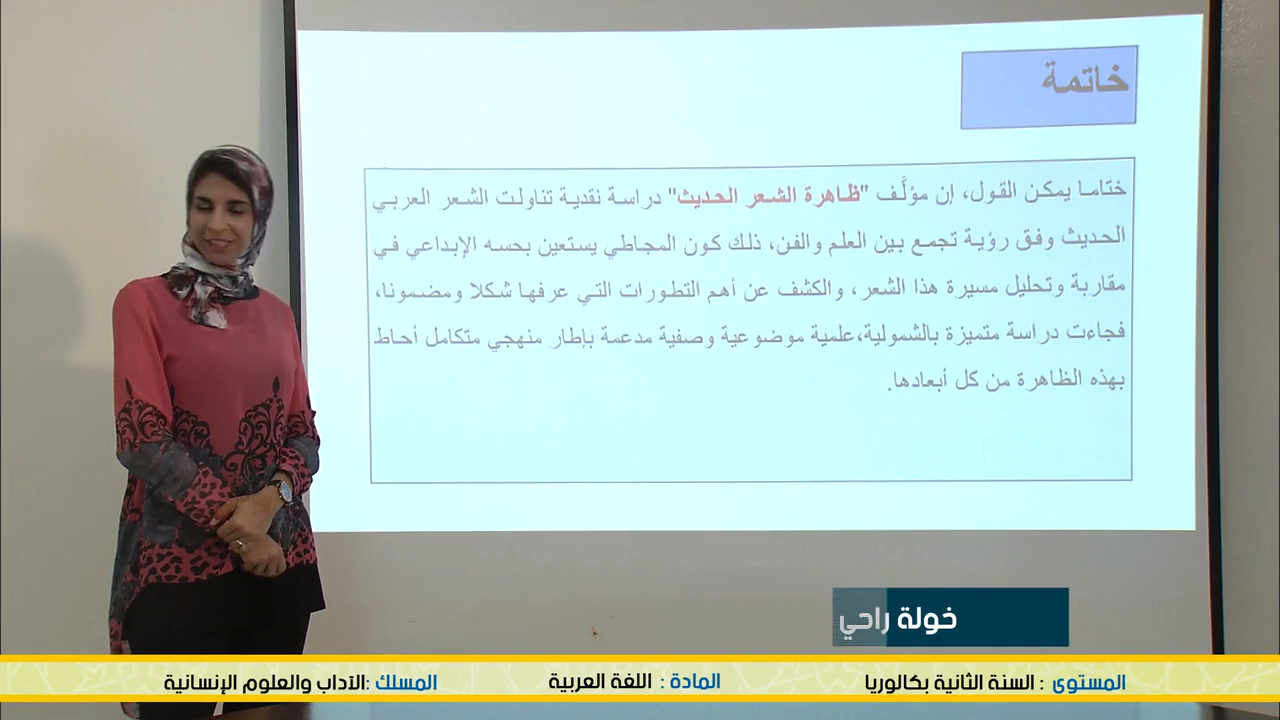 خاتمة
ختاما يمكن القول، إن مؤلَّف "ظاهرة الشعر الحديث" دراسة نقدية تناولت الشعر العربي
الحديث وفق رؤية تجمع بين العلم والفن، ذلك كون المجاطي يستعين بحسه الإبداعي في
مقاربة وتحليل مسيرة هذا الشعر، والكشف عن أهم التطورات التي عرفها شكلا ومضمونا،
فجاءت دراسة متميزة بالشمولية،علمية موضوعية وصفية مدعمة بإطار منهجي متكامل أحاط
بهذه الظاهرة من كل أبعادها.
خولة راحي
المستوى : السنة الثانية بكالوريا المادة : اللغة العربية المسلك :الآداب والعلوم الإنسانية